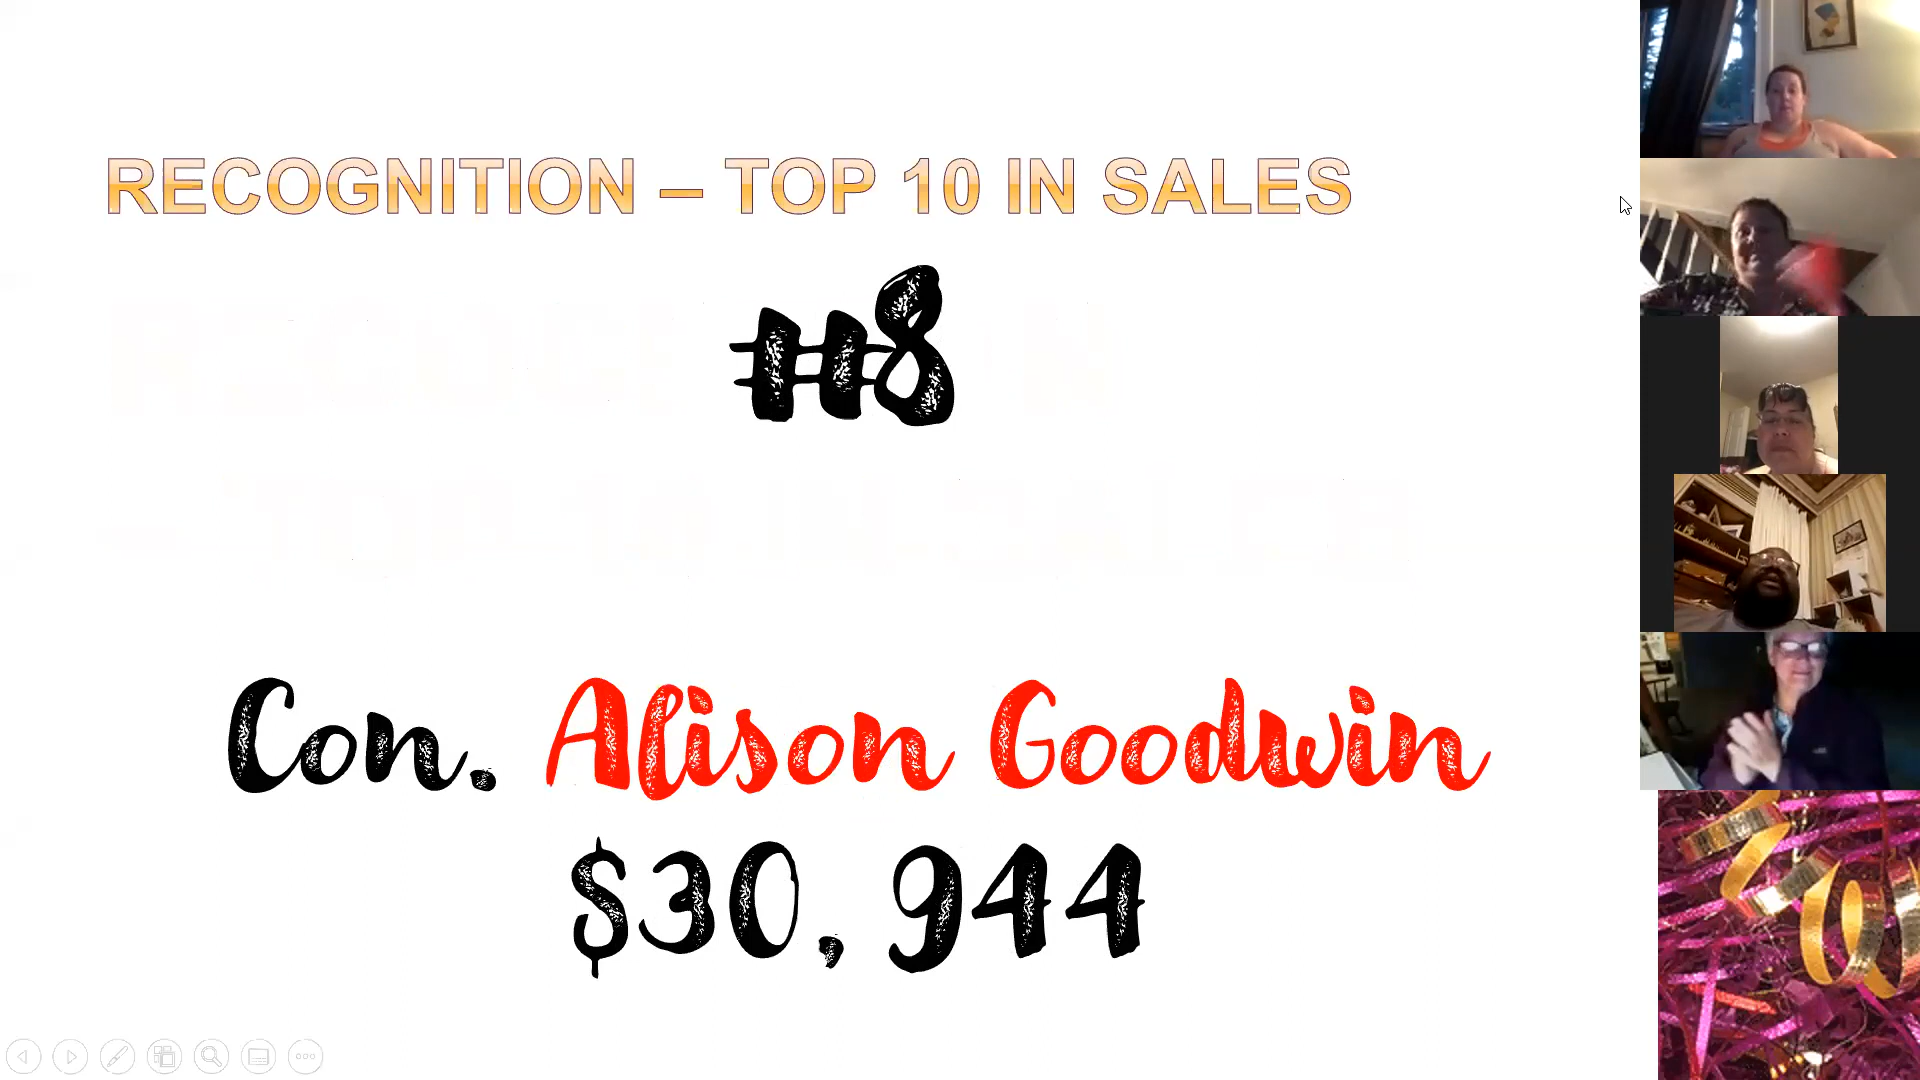 RECOGNITION – TOP 10 IN SALES
#8
Con. Alison Goodwin
$30,944